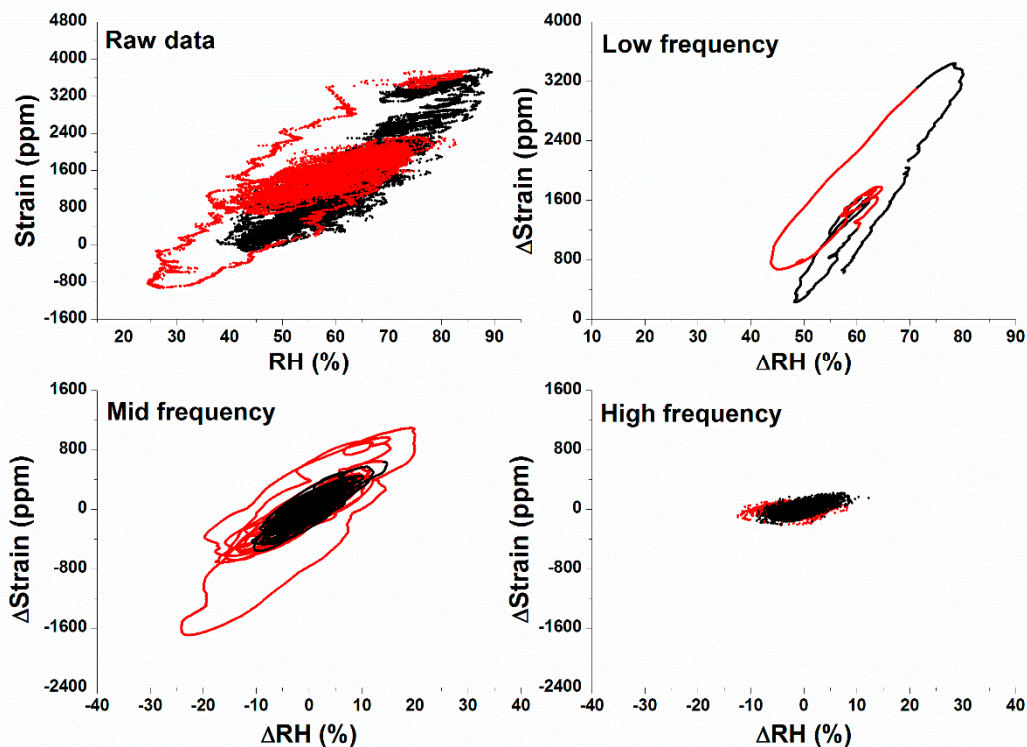 Raw data
Strain (ppm)
4800
4000
3200
2400
1600
800
0
-800
-1600
20 30 40 50 60 70 80 90
RH (%)
Low frequency
ΔStrain (ppm)
4000
3200
2400
1600
800
0
10 20 30 40 50 60 70 80 90
ΔRH (%)
Mid frequency
ΔStrain (ppm)
1600
800
0
-800
-1600
-2400
-40 -30 -20 -10 0 10 20 30 40
ΔRH (%)
High frequency
ΔStrain (ppm)
1600
800
0
-800
-1600
-2400
-40 -30 -20 -10 0 10 20 30 40
ΔRH (%)